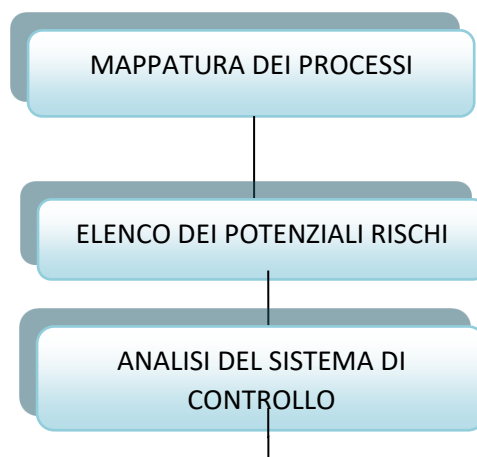 MAPPATURA DEI PROCESSI
ELENCO DEI POTENZIALI RISCHI
ANALISI DEL SISTEMA DI
CONTROLLO